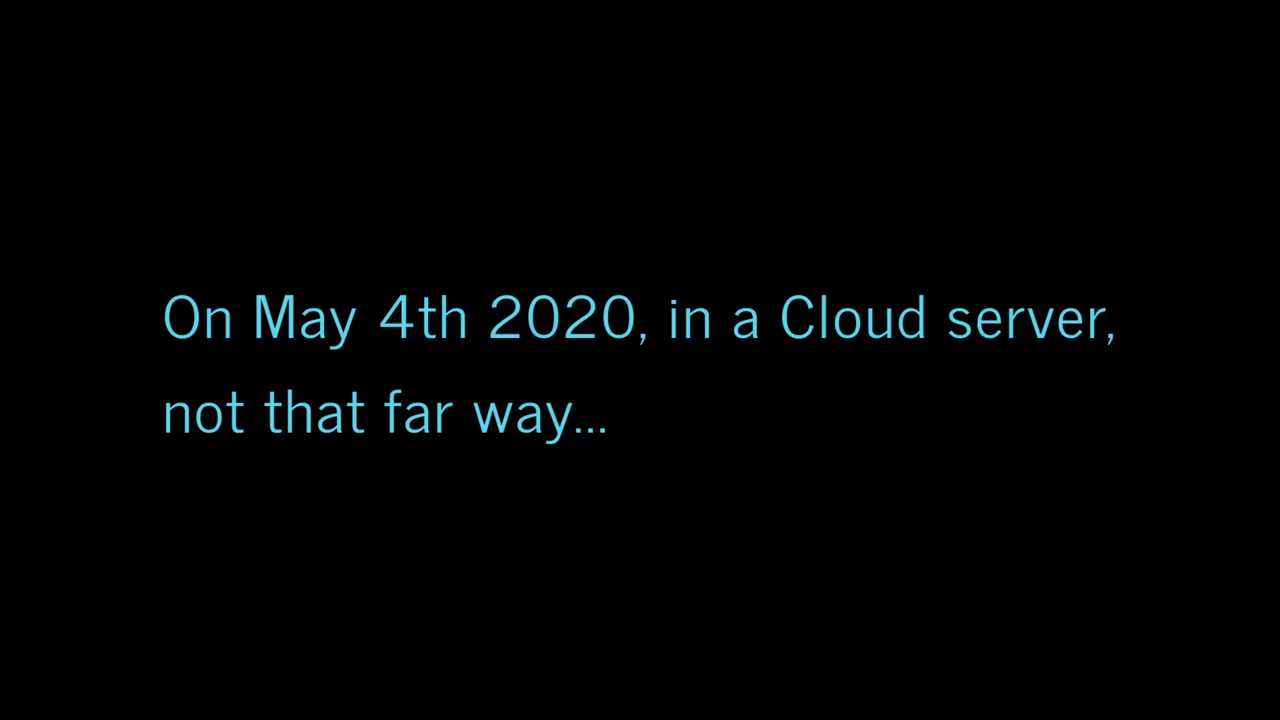 On May 4th 2020, in a Cloud server,
not that far way...